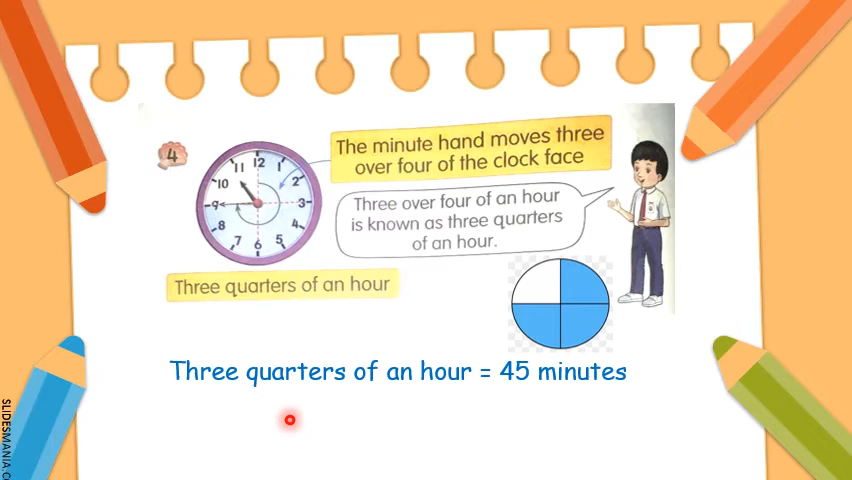 4
The minute hand moves three
over four of the clock face
12
1
2
3
4
5
6
7
8
9
10
11
Three over four of an hour
is known as three quarters
of an hour.
Three quarters of an hour
Three quarters of an hour = 45 minutes